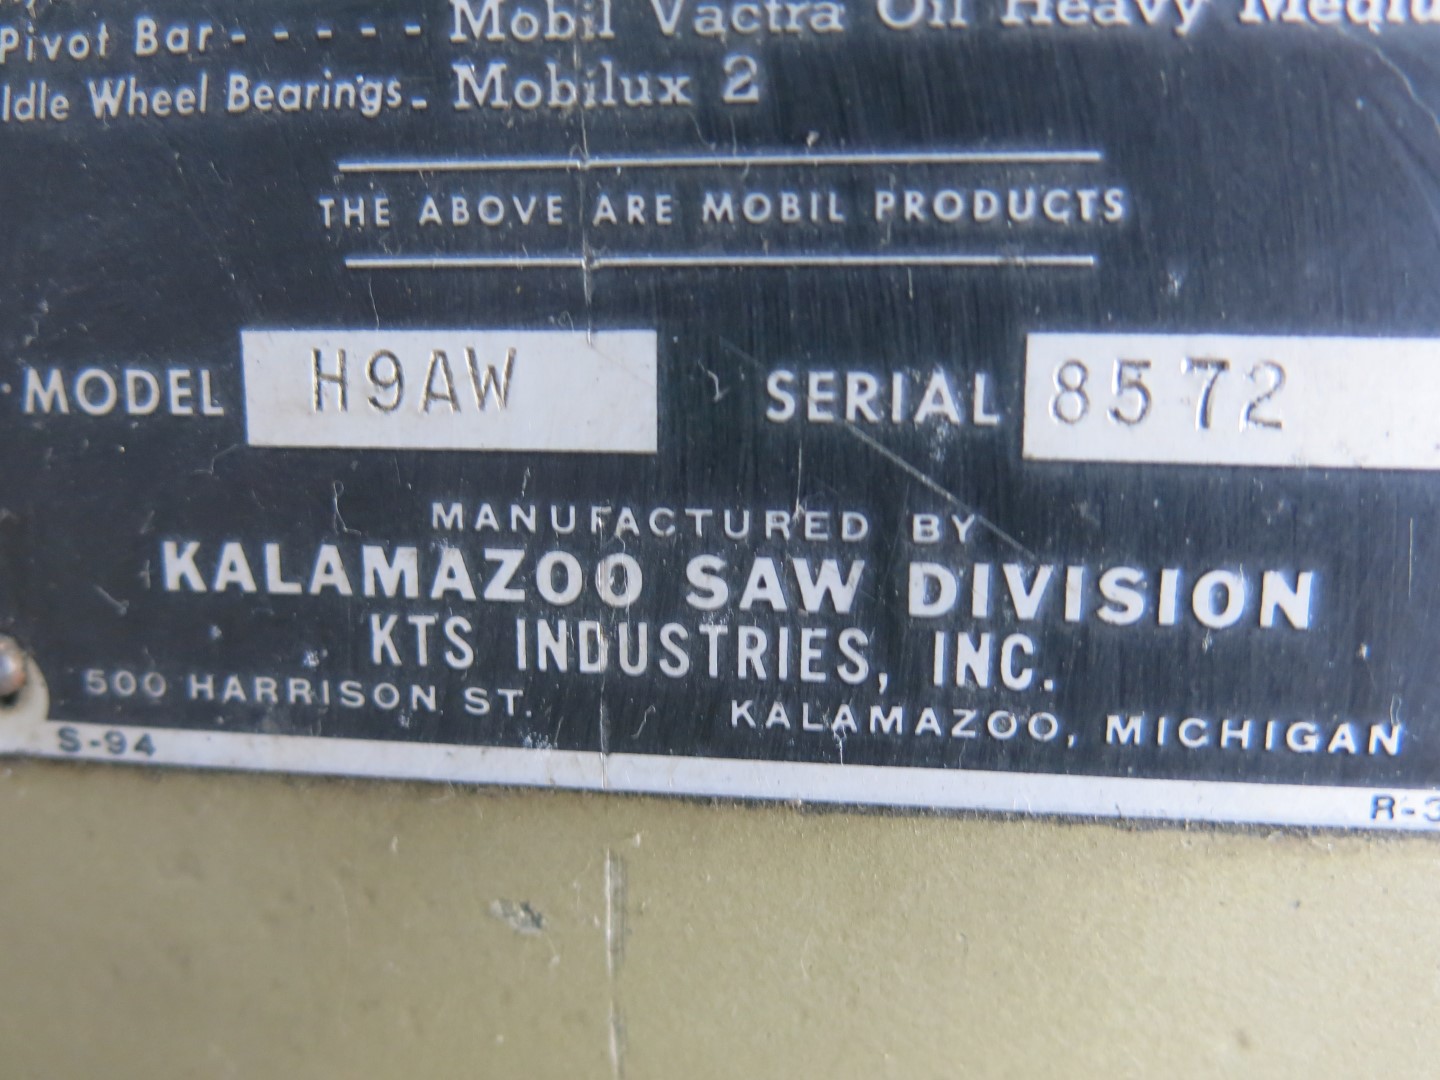 Pivot Bar - - - - - Mobil Vactra Oil Heavy
Idle Wheel Bearings - Mobilux 2
THE ABOVE ARE MOBIL PRODUCTS
MODEL H9AW SERIAL 8572
MANUFACTURED BY
KALAMAZOO SAW DIVISION
KTS INDUSTRIES, INC.
500 HARRISON ST. KALAMAZOO, MICHIGAN
S-94 R-3